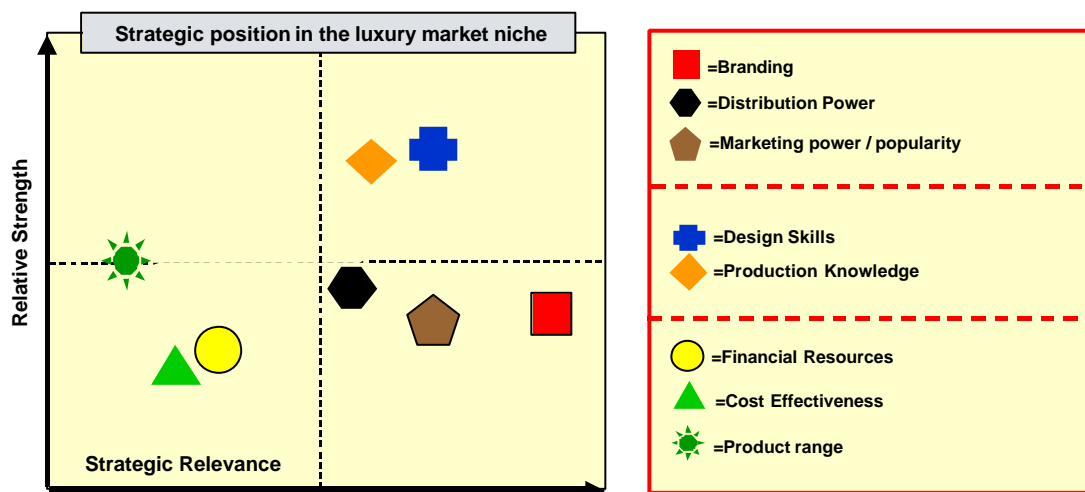 Strategic position in the luxury market niche
Relative Strength
Strategic Relevance
=Branding
=Distribution Power
=Marketing power / popularity
=Design Skills
=Production Knowledge
=Financial Resources
=Cost Effectiveness
=Product range